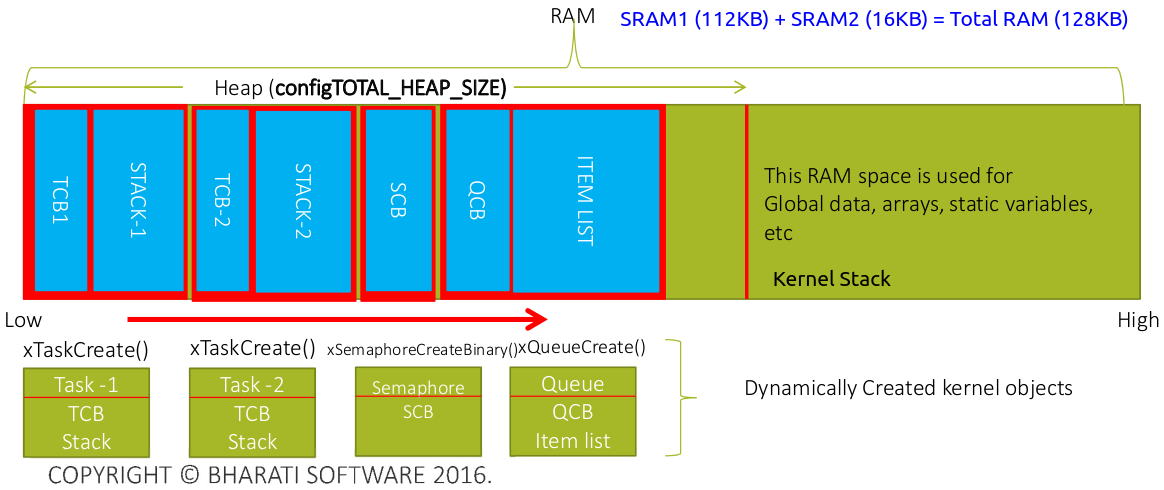 RAM
SRAM1 (112KB) + SRAM2 (16KB) = Total RAM (128KB)
Heap (configTOTAL_HEAP_SIZE)
TCB1
STACK-1
TCB-2
STACK-2
SCB
QCB
ITEM LIST
This RAM space is used for
Global data, arrays, static variables,
etc
Kernel Stack
Low
High
xTaskCreate()
xTaskCreate()
xSemaphoreCreateBinary()
xQueueCreate()
Task -1
TCB
Stack
Task -2
TCB
Stack
Semaphore
SCB
Queue
QCB
Item list
Dynamically Created kernel objects
COPYRIGHT © BHARATI SOFTWARE 2016.